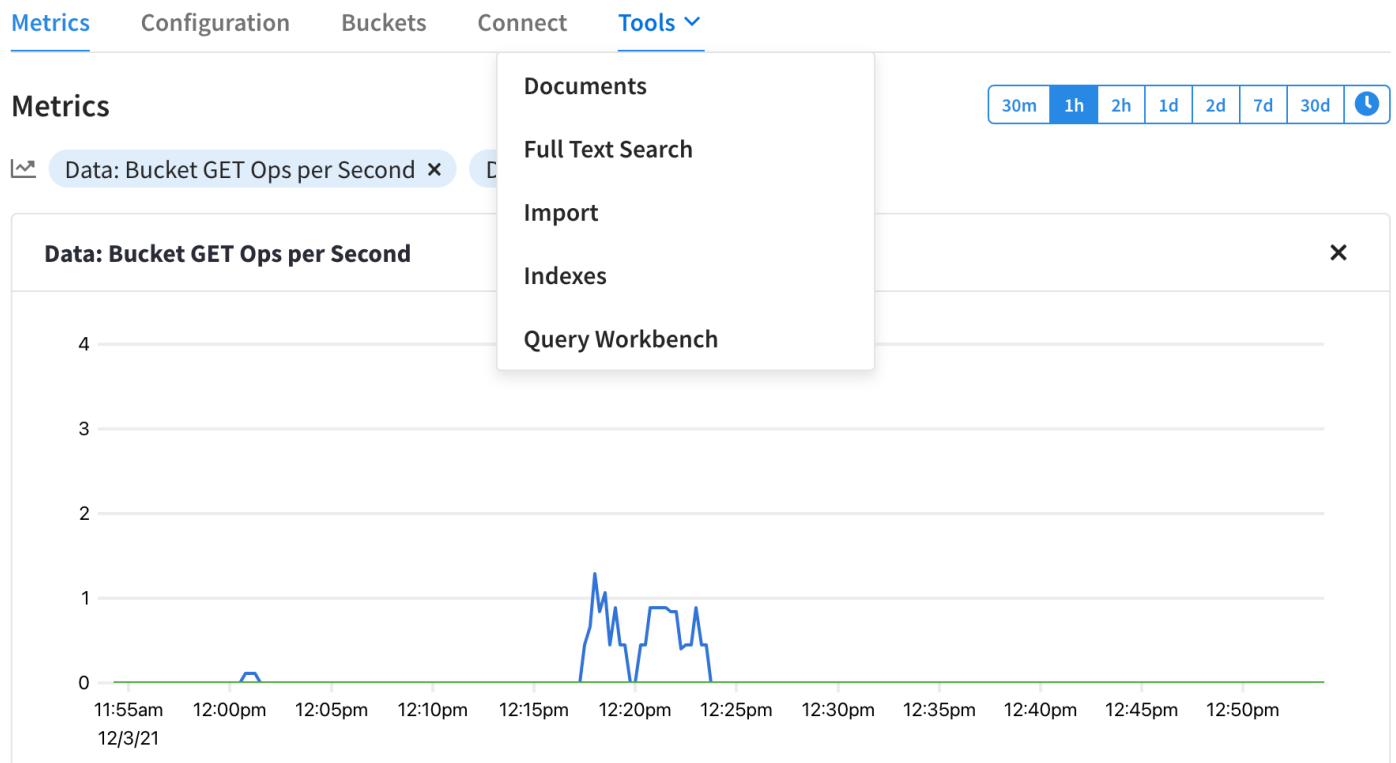 Metrics Configuration Buckets Connect Tools
Documents
Full Text Search
Import
Indexes
Query Workbench
Metrics
30m 1h 2h 1d 2d 7d 30d
Data: Bucket GET Ops per Second × D
Data: Bucket GET Ops per Second ×
4
3
2
1
0
11:55am 12:00pm 12:05pm 12:10pm 12:15pm 12:20pm 12:25pm 12:30pm 12:35pm 12:40pm 12:45pm 12:50pm
12/3/21